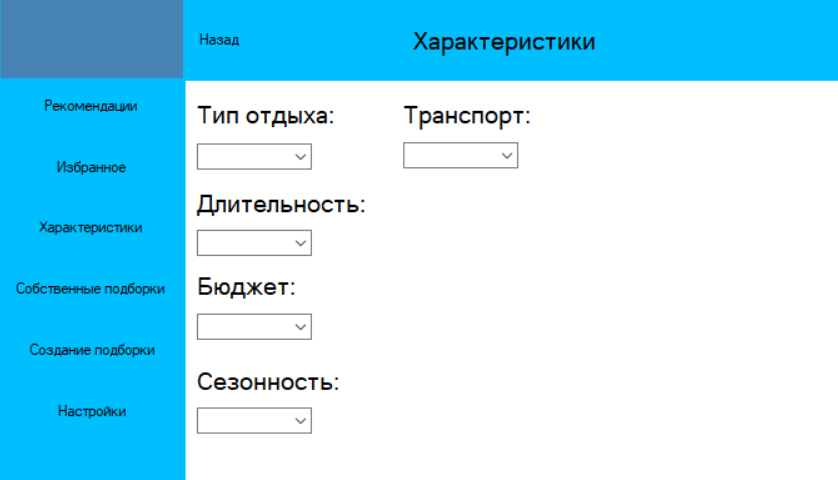 Назад
Характеристики
Рекомендации
Избранное
Характеристики
Собственные подборки
Создание подборки
Настройки
Тип отдыха:
Транспорт:
Длительность:
Бюджет:
Сезонность: